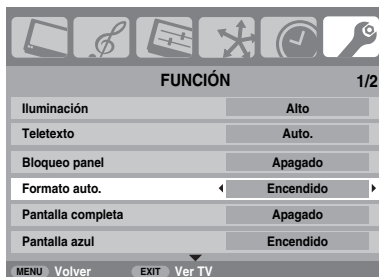 FUNCIÓN 1/2
Iluminación Alto
Teletexto Auto.
Bloqueo panel Apagado
Formato auto. Encendido
Pantalla completa Apagado
Pantalla azul Encendido
MENU Volver EXIT Ver TV